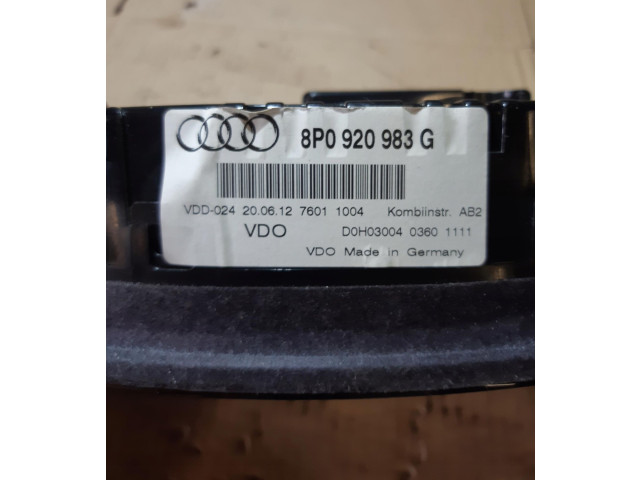 8P0 920 983 G
VDD-024 20.06.12 7601 1004 Kombiinstr. AB2
VDO D0H03004 0360 1111
VDO Made in Germany